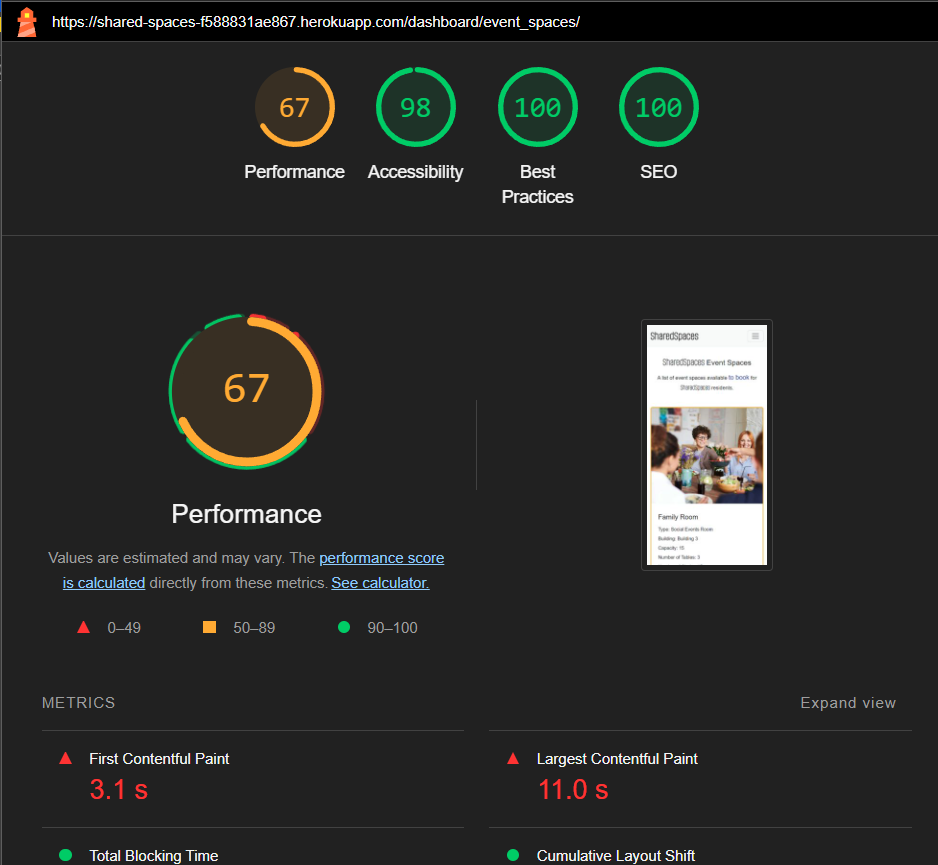 https://shared-spaces-f588831ae867.herokuapp.com/dashboard/event_spaces/
67
98
100
100
Performance
Accessibility
Best
Practices
SEO
67
Performance
Values are estimated and may vary. The performance score
is calculated directly from these metrics. See calculator.
0–49
50–89
90–100
SharedSpaces
SharedSpaces Event Spaces
A list of event spaces available to book for
SharedSpaces residents.
Family Room
Type: Social Events Room
Building: Building 3
Capacity: 15
Number of Tables: 3
METRICS
Expand view
First Contentful Paint
3.1 s
Largest Contentful Paint
11.0 s
Total Blocking Time
Cumulative Layout Shift